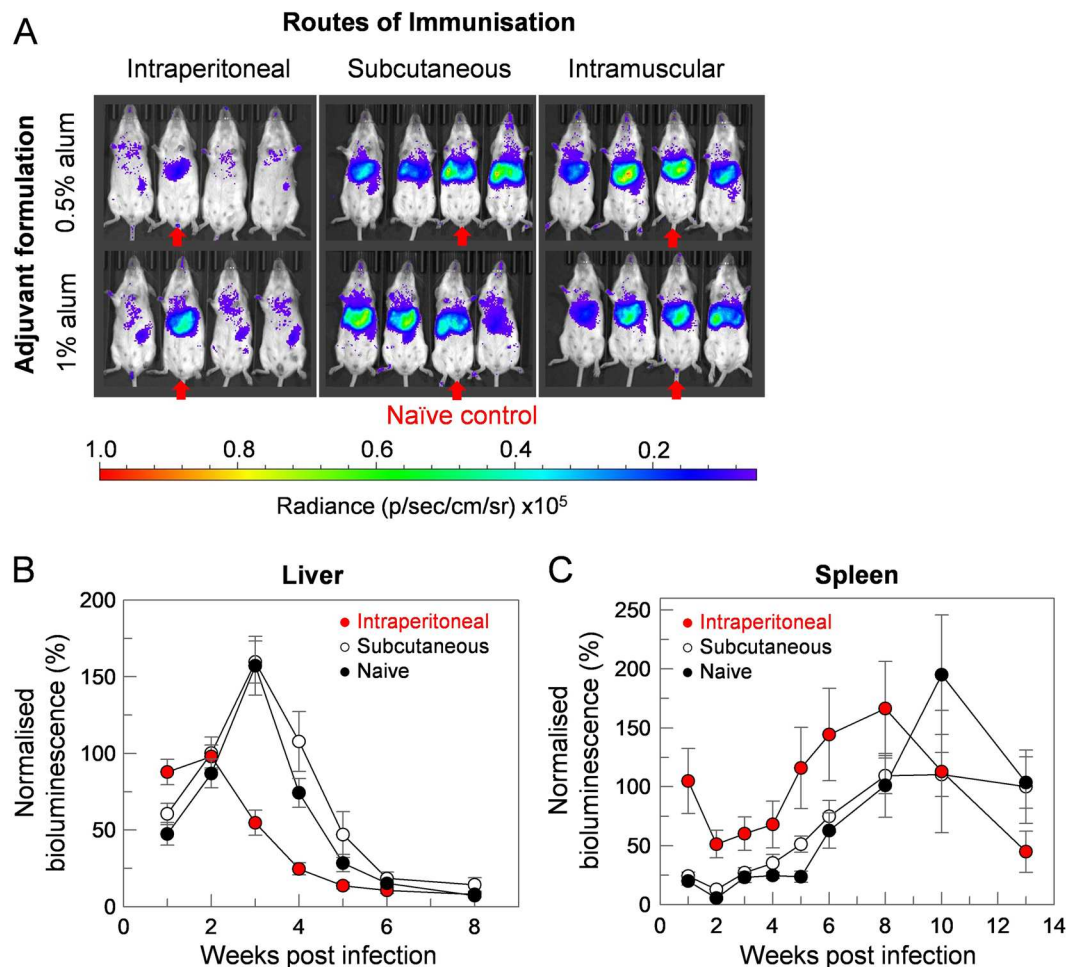 A
Routes of Immunisation
Intraperitoneal Subcutaneous Intramuscular
Adjuvant formulation
0.5% alum
1% alum
Naïve control
1.0 0.8 0.6 0.4 0.2
Radiance (p/sec/cm/sr) x10⁵
B
Liver
Normalised
bioluminescence (%)
200
150
100
50
0
Intraperitoneal
Subcutaneous
Naive
0 2 4 6 8
Weeks post infection
C
Spleen
Normalised
bioluminescence (%)
250
200
150
100
50
0
Intraperitoneal
Subcutaneous
Naive
0 2 4 6 8 10 13 14
Weeks post infection